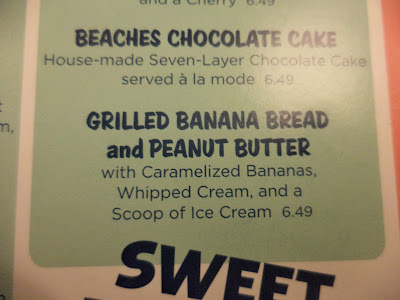 and a Cherry 6.49
BEACHES CHOCOLATE CAKE
House-made Seven-Layer Chocolate Cake
served à la mode 6.49
GRILLED BANANA BREAD
and PEANUT BUTTER
with Caramelized Bananas,
Whipped Cream, and a
Scoop of Ice Cream 6.49
SWEET